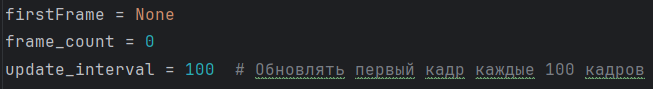 firstFrame = None
frame_count = 0
update_interval = 100  # Обновлять первый кадр каждые 100 кадров